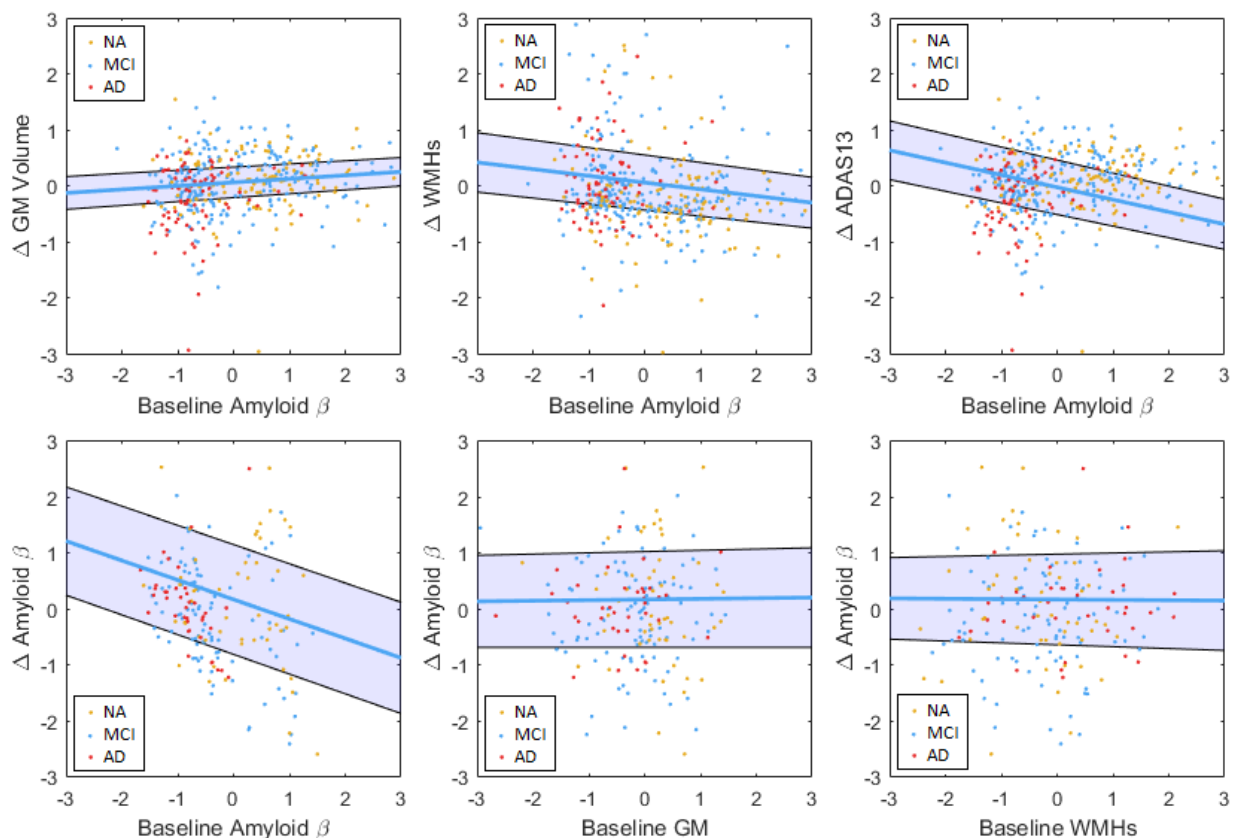 3
2
1
0
-1
-2
-3
Δ GM Volume
NA
MCI
AD
-3 -2 -1 0 1 2 3
Baseline Amyloid β
3
2
1
0
-1
-2
-3
Δ WMHs
NA
MCI
AD
-3 -2 -1 0 1 2 3
Baseline Amyloid β
3
2
1
0
-1
-2
-3
Δ ADAS13
NA
MCI
AD
-3 -2 -1 0 1 2 3
Baseline Amyloid β
3
2
1
0
-1
-2
-3
Δ Amyloid β
NA
MCI
AD
-3 -2 -1 0 1 2 3
Baseline Amyloid β
3
2
1
0
-1
-2
-3
Δ Amyloid β
NA
MCI
AD
-3 -2 -1 0 1 2 3
Baseline GM
3
2
1
0
-1
-2
-3
Δ Amyloid β
NA
MCI
AD
-3 -2 -1 0 1 2 3
Baseline WMHs